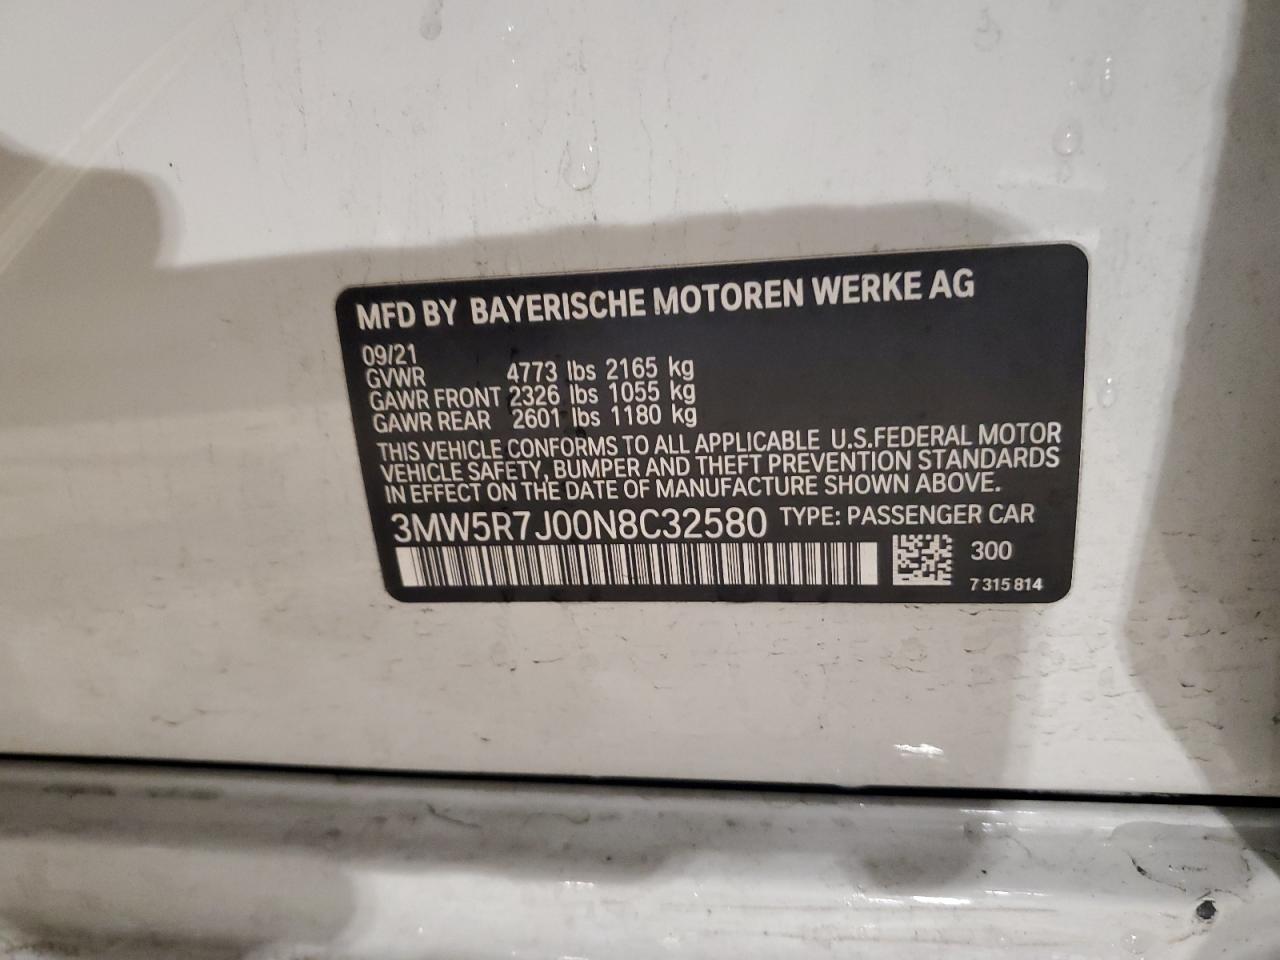 MFD BY BAYERISCHE MOTOREN WERKE AG
09/21
GVWR 4773 lbs 2165 kg
GAWR FRONT 2326 lbs 1055 kg
GAWR REAR 2601 lbs 1180 kg
THIS VEHICLE CONFORMS TO ALL APPLICABLE U.S.FEDERAL MOTOR
VEHICLE SAFETY, BUMPER AND THEFT PREVENTION STANDARDS
IN EFFECT ON THE DATE OF MANUFACTURE SHOWN ABOVE.
3MW5R7J00N8C32580 TYPE: PASSENGER CAR
300
7 315 814